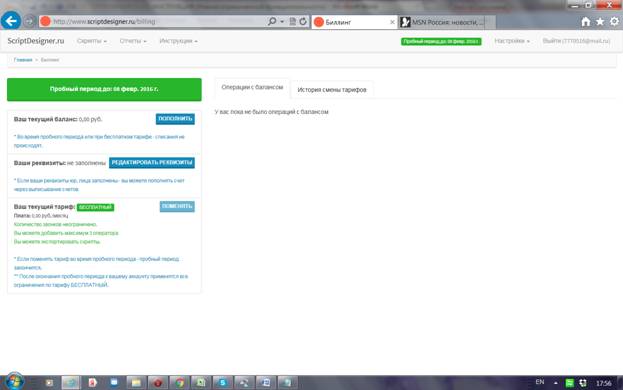 http://www.scriptdesigner.ru/billing
Биллинг
MSN Россия: новости, ...
ScriptDesigner.ru
Скрипты
Отчеты
Инструкции
Пробный период до: 08 февр. 2016 г.
Настройки
Выйти (7770516@mail.ru)
Главная > Биллинг
Пробный период до: 08 февр. 2016 г.
Операции с балансом
История смены тарифов
У вас пока не было операций с балансом
Ваш текущий баланс: 0,00 руб.
ПОПОЛНИТЬ
* Во время пробного периода или при бесплатном тарифе - списания не
происходят.
Ваши реквизиты: не заполнены
РЕДАКТИРОВАТЬ РЕКВИЗИТЫ
* Если ваши реквизиты юр. лица заполнены - вы можете пополнять счет
через выписывание счетов
Ваш текущий тариф: БЕСПЛАТНЫЙ
ПОМЕНЯТЬ
Плата: 0,00 руб./месяц
Количество звонков неограничено.
Вы можете добавить максимум 3 оператора
Вы можете экспортировать скрипты.
* Если поменять тариф во время пробного периода - пробный период
закончится.
** После окончания пробного периода к вашему аккаунту применятся все
ограничения по тарифу БЕСПЛАТНЫЙ.
EN
17:56